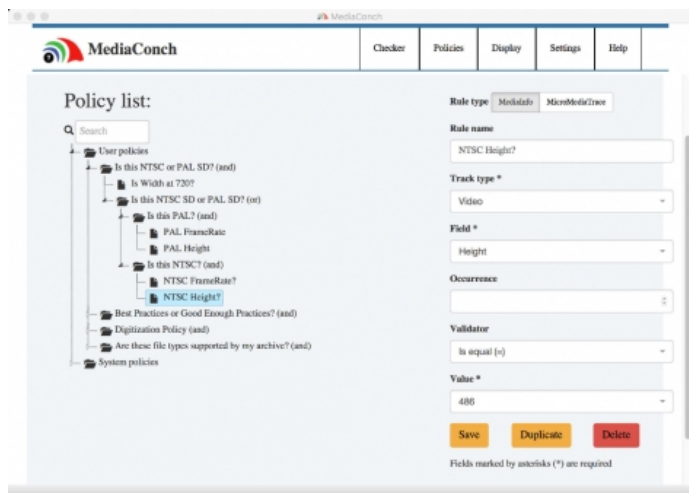 MediaConch
MediaConch
Checker
Policies
Display
Settings
Help
Policy list:
Search
User policies
Is this NTSC or PAL SD? (and)
Is Width at 720?
Is this NTSC SD or PAL SD? (or)
Is this PAL? (and)
PAL FrameRate
PAL Height
Is this NTSC? (and)
NTSC FrameRate?
NTSC Height?
Best Practices or Good Enough Practices? (and)
Digitization Policy (and)
Are these file types supported by my archive? (and)
System policies
Rule type MediaInfo MicroMediaTrace
Rule name
NTSC Height?
Track type *
Video
Field *
Height
Occurrence
Validator
Is equal (=)
Value *
486
Save Duplicate Delete
Fields marked by asterisks (*) are required